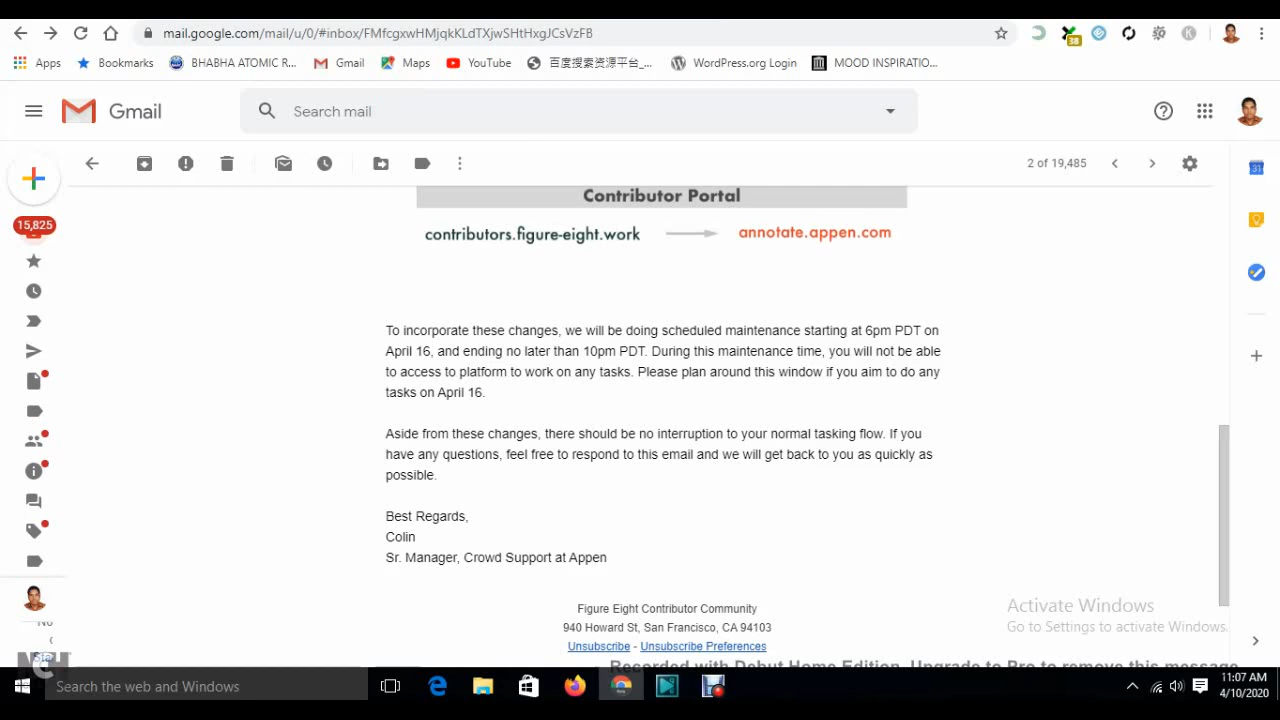 mail.google.com/mail/u/0/#inbox/FMfcgxwHMjqkKLdTXjwSHtHxgJCsVzFB
38
K
Apps
Bookmarks
BHABHA ATOMIC R...
Gmail
Maps
YouTube
百度搜索资源平台_...
WordPress.org Login
MOOD INSPIRATIO...
Gmail
Search mail
2 of 19,485
31
15,825
Contributor Portal
contributors.figure-eight.work
annotate.appen.com
To incorporate these changes, we will be doing scheduled maintenance starting at 6pm PDT on
April 16, and ending no later than 10pm PDT. During this maintenance time, you will not be able
to access to platform to work on any tasks. Please plan around this window if you aim to do any
tasks on April 16.
Aside from these changes, there should be no interruption to your normal tasking flow. If you
have any questions, feel free to respond to this email and we will get back to you as quickly as
possible.
Best Regards,
Colin
Sr. Manager, Crowd Support at Appen
Figure Eight Contributor Community
940 Howard St, San Francisco, CA 94103
Unsubscribe - Unsubscribe Preferences
Activate Windows
Go to Settings to activate Windows.
NCH
Recorded with Debut Home Edition. Upgrade to Pro to remove this message
Search the web and Windows
11:07 AM
4/10/2020